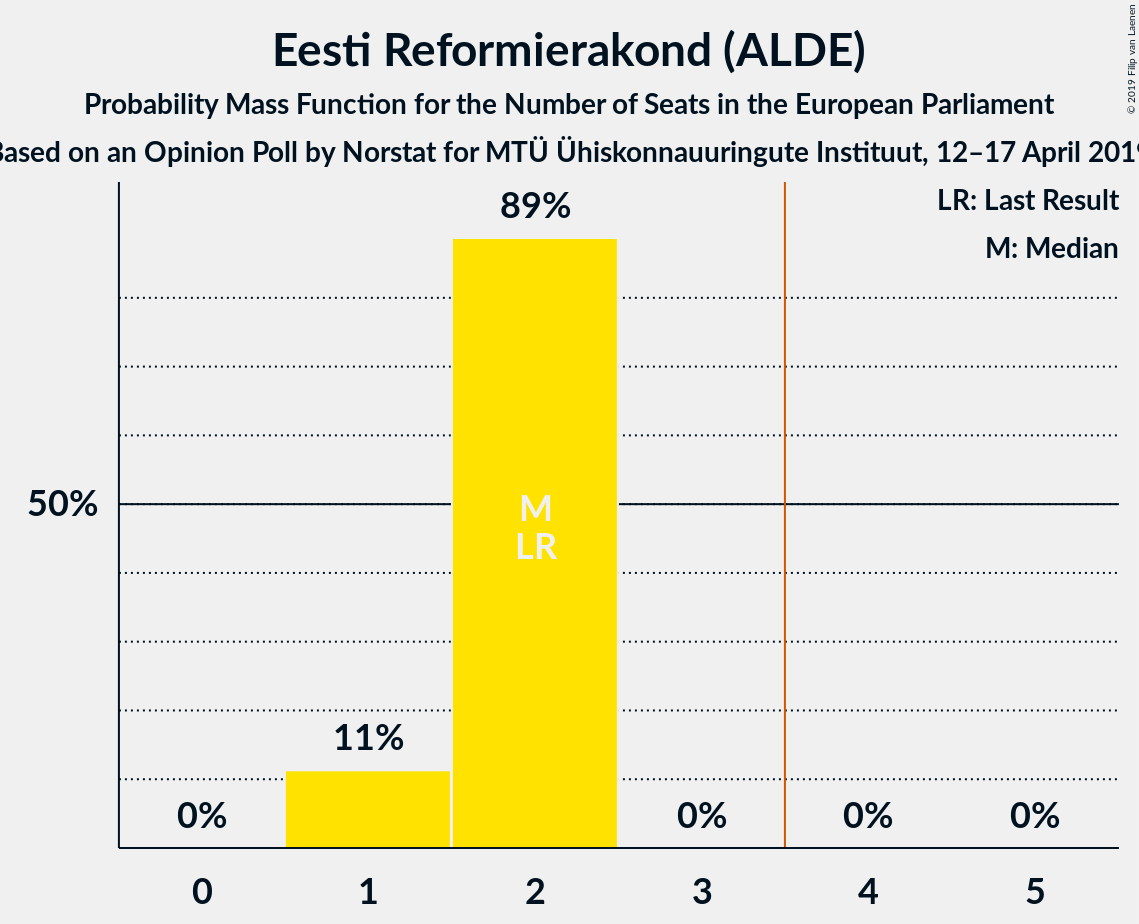 Eesti Reformierakond (ALDE)
Probability Mass Function for the Number of Seats in the European Parliament
Based on an Opinion Poll by Norstat for MTÜ Ühiskonnauuringute Instituut, 12–17 April 2019
© 2019 Filip van Laenen
LR: Last Result
M: Median
89%
50%
M
LR
11%
0%
0%
0%
0%
0
1
2
3
4
5